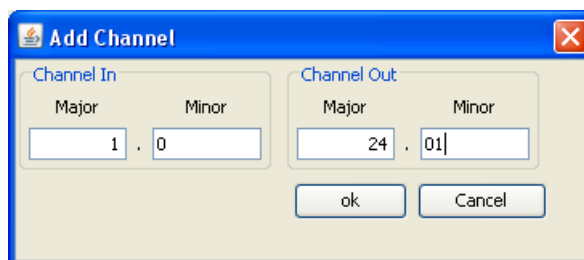 Add Channel
Channel In Channel Out
Major Minor Major Minor
1 . 0 24 . 01
ok Cancel